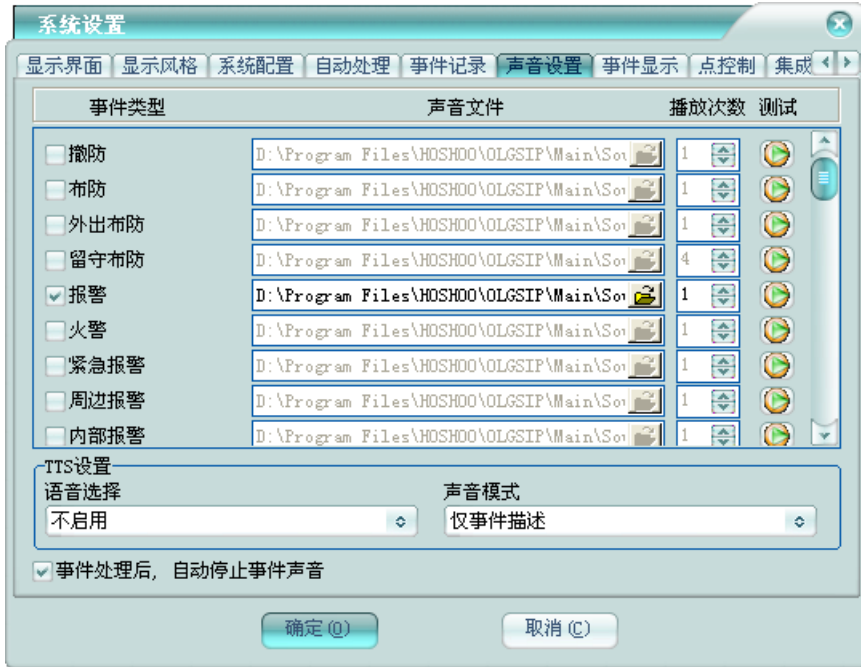 系统设置
显示界面 显示风格 系统配置 自动处理 事件记录 声音设置 事件显示 点控制 集成
事件类型 声音文件 播放次数 测试
撤防 D:\Program Files\HOSHOO\OLGSIP\Main\Sou 1
布防 D:\Program Files\HOSHOO\OLGSIP\Main\Sou 1
外出布防 D:\Program Files\HOSHOO\OLGSIP\Main\Sou 1
留守布防 D:\Program Files\HOSHOO\OLGSIP\Main\Sou 4
报警 D:\Program Files\HOSHOO\OLGSIP\Main\Sou 1
火警 D:\Program Files\HOSHOO\OLGSIP\Main\Sou 1
紧急报警 D:\Program Files\HOSHOO\OLGSIP\Main\Sou 1
周边报警 D:\Program Files\HOSHOO\OLGSIP\Main\Sou 1
内部报警 D:\Program Files\HOSHOO\OLGSIP\Main\Sou 1
TTS设置
语音选择 声音模式
不启用 仅事件描述
事件处理后，自动停止事件声音
确定(O) 取消(C)